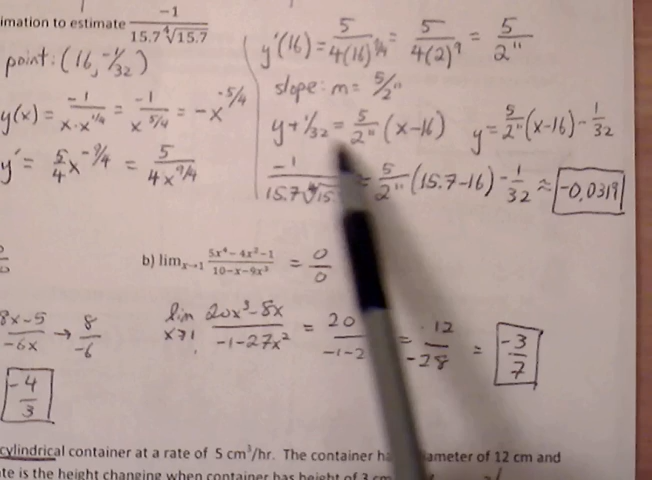 imation to estimate -1 / 15.7 ∜15.7
point: (16, -1/32)
y(x) = -1 / x·x^1/4 = -1 / x^5/4 = -x^-5/4
y' = 5/4 x^-9/4 = 5 / 4x^9/4
y'(16) = 5 / 4(16)^9/4 = 5 / 4(2)^9 = 5 / 2^11
slope: m = 5/2^11
y + 1/32 = 5/2^11 (x-16) y = 5/2^11 (x-16) - 1/32
-1 / 15.7 ∜15 = 5/2^11 (15.7-16) - 1/32 ≈ -0.0319
0
b) lim x→1 5x⁴−4x²−1 / 10−x−9x³ = 0/0
8x-5 / -6x → 8/-6
lim x→1 20x³-8x / -1-27x² = 20 / -1-2 = 12 / -28 = -3/7
-4/3
cylindrical container at a rate of 5 cm³/hr. The container ha ameter of 12 cm and
te is the height changing when container has height of 3 cm